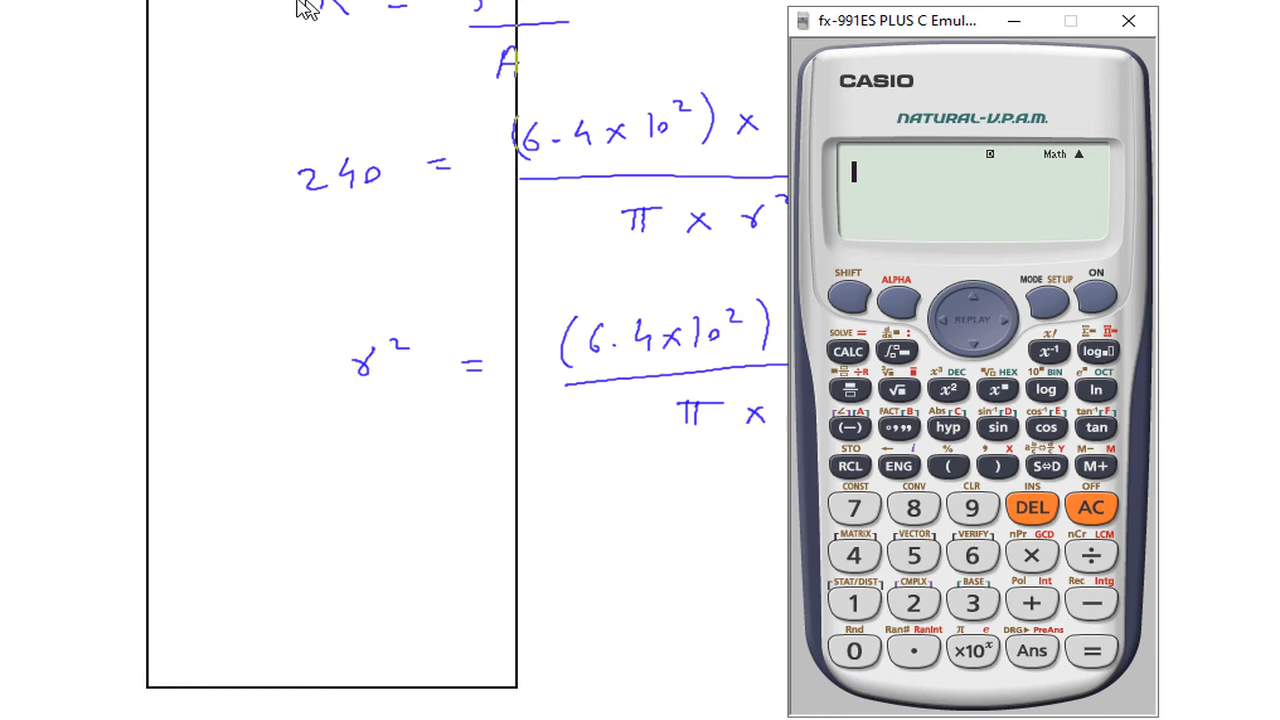 fx-991ES PLUS C Emul...
CASIO
NATURAL-V.P.A.M.
D Math ▲
A
240 = (6.4 x 10²) x
π x r²
r² = (6.4x10²)
π x
SHIFT ALPHA MODE SETUP ON
REPLAY
SOLVE = d/dx : x! Σ Π
CALC ∫ x⁻¹ log
÷R ³√ x³ DEC ˣ√ HEX 10ˣ BIN eˣ OCT
√ x² xˣ log ln
∠ [A] FACT [B] Abs [C] sin⁻¹ [D] cos⁻¹ [E] tan⁻¹ [F]
(−) °,,, hyp sin cos tan
STO ← i % , X Y M− M
RCL ENG ( ) S⇔D M+
CONST CONV CLR INS OFF
7 8 9 DEL AC
MATRIX VECTOR VERIFY nPr GCD nCr LCM
4 5 6 × ÷
STAT/DIST CMPLX BASE Pol Int Rec Intg
1 2 3 + −
Rnd Ran# RanInt π e DRG▶ PreAns
0 . ×10ˣ Ans =